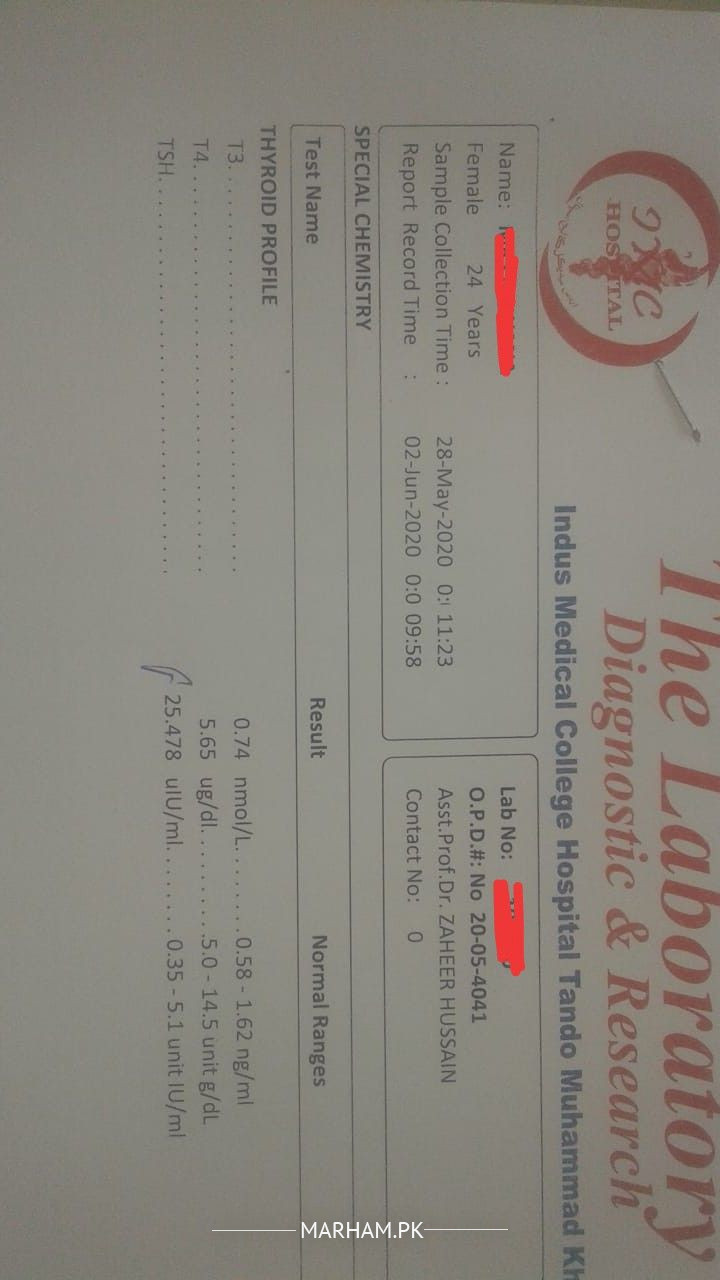 IMC
HOSPITAL
The Laboratory
Diagnostic & Research
Indus Medical College Hospital Tando Muhammad Kh
Name:
Female 24 Years
Sample Collection Time : 28-May-2020 0:( 11:23
Report Record Time : 02-Jun-2020 0:0 09:58
Lab No:
O.P.D.#: No 20-05-4041
Asst.Prof.Dr. ZAHEER HUSSAIN
Contact No: 0
SPECIAL CHEMISTRY
Test Name Result Normal Ranges
THYROID PROFILE
T3. . . . . . . . . . . . . . . . . . . . . . . . . . . . . . 0.74 nmol/L. . . . . . . .0.58 - 1.62 ng/ml
T4. . . . . . . . . . . . . . . . . . . . . . . . . . . . . . 5.65 ug/dl. . . . . . . . . .5.0 - 14.5 unit g/dL
TSH. . . . . . . . . . . . . . . . . . . . . . . . . . . . . 25.478 uIU/ml. . . . . . . .0.35 - 5.1 unit IU/ml
MARHAM.PK